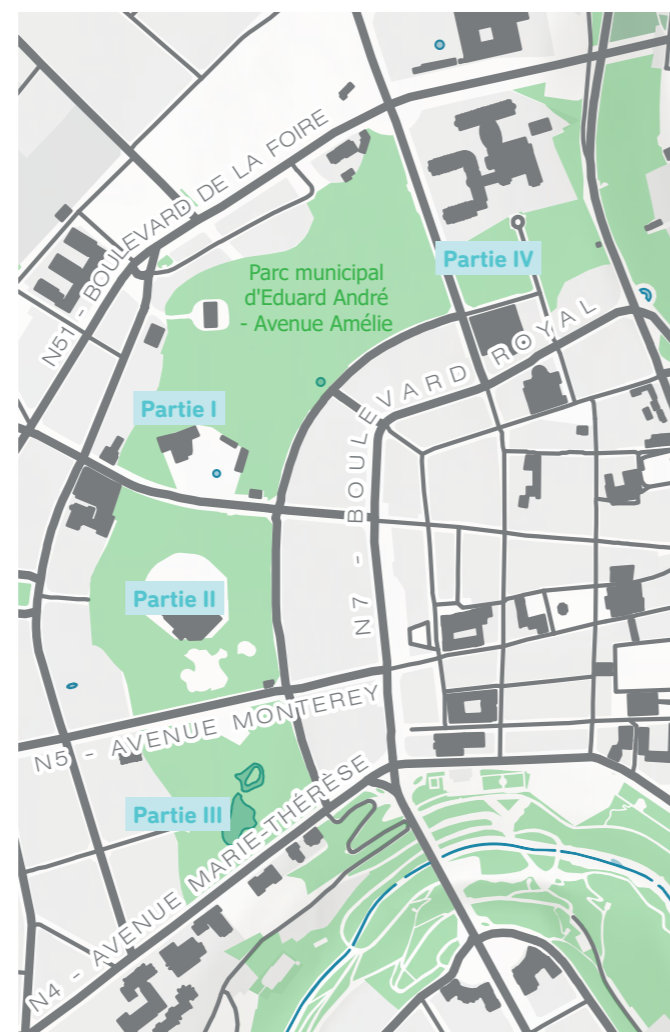 N51 - BOULEVARD DE LA FOIRE
Partie IV
Parc municipal
d'Eduard André
- Avenue Amélie
N7 - BOULEVARD ROYAL
Partie I
Partie II
N5 - AVENUE MONTEREY
Partie III
N4 - AVENUE MARIE-THÉRÈSE